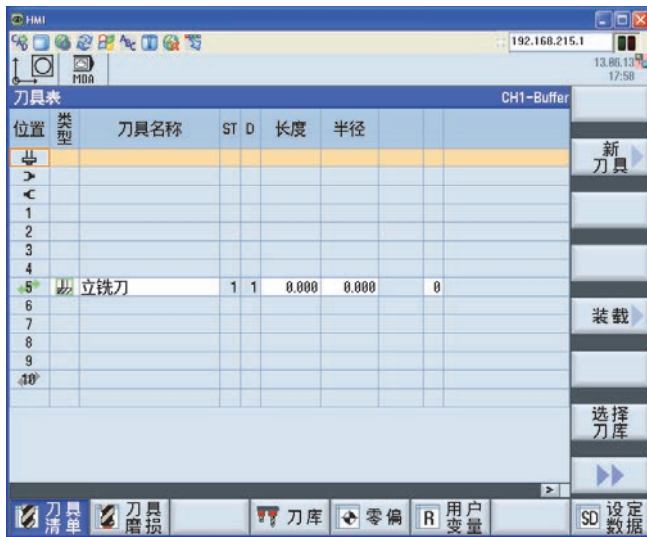 HMI
192.168.215.1
MDA
13.06.13
17:58
刀具表 CH1-Buffer
位置 类型 刀具名称 ST D 长度 半径
1
2
3
4
5 立铣刀 1 1 0.000 0.000 0
6
7
8
9
10
新刀具
装载
选择刀库
刀具清单 刀具磨损 刀库 零偏 R 用户变量 SD 设定数据